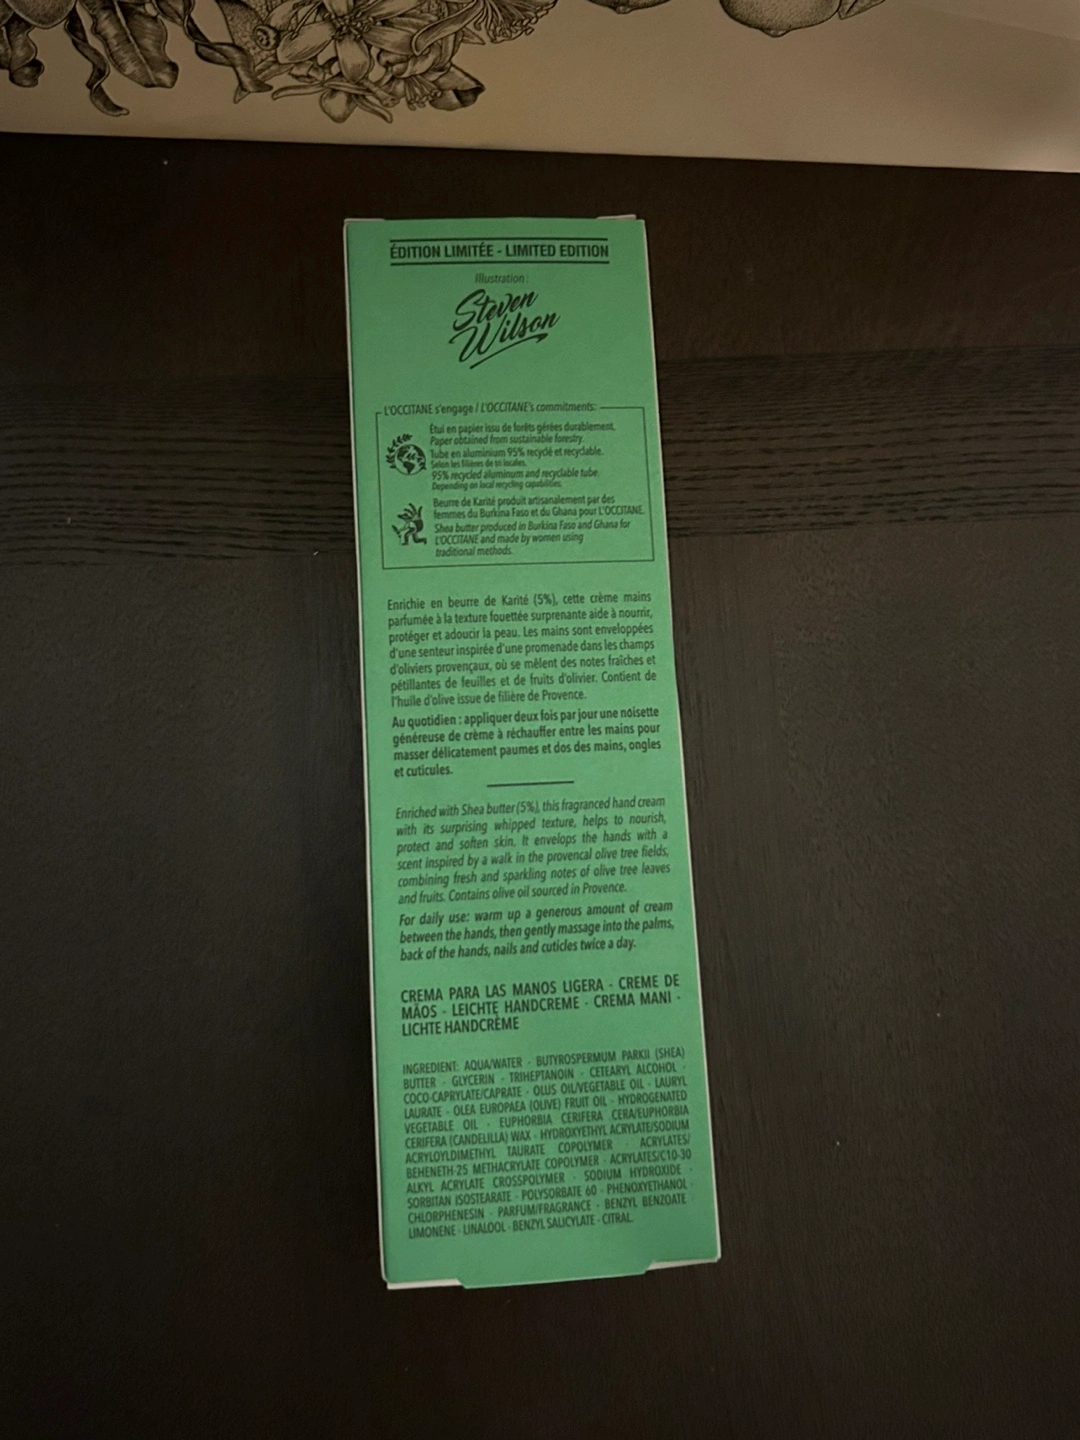 ÉDITION LIMITÉE - LIMITED EDITION
Illustration :
Steven
Wilson
L'OCCITANE s'engage / L'OCCITANE's commitments:
Étui en papier issu de forêts gérées durablement.
Paper obtained from sustainable forestry.
Tube en aluminium 95% recyclé et recyclable.
Selon les filières de tri locales.
95% recycled aluminum and recyclable tube.
Depending on local recycling capabilities.
Beurre de Karité produit artisanalement par des
femmes du Burkina Faso et du Ghana pour L'OCCITANE.
Shea butter produced in Burkina Faso and Ghana for
L'OCCITANE and made by women using
traditional methods.
Enrichie en beurre de Karité (5%), cette crème mains
parfumée à la texture fouettée surprenante aide à nourrir,
protéger et adoucir la peau. Les mains sont enveloppées
d'une senteur inspirée d'une promenade dans les champs
d'oliviers provençaux, où se mêlent des notes fraîches et
pétillantes de feuilles et de fruits d'olivier. Contient de
l'huile d'olive issue de filière de Provence.
Au quotidien : appliquer deux fois par jour une noisette
généreuse de crème à réchauffer entre les mains pour
masser délicatement paumes et dos des mains, ongles
et cuticules.
Enriched with Shea butter (5%), this fragranced hand cream
with its surprising whipped texture, helps to nourish,
protect and soften skin. It envelops the hands with a
scent inspired by a walk in the provencal olive tree fields,
combining fresh and sparkling notes of olive tree leaves
and fruits. Contains olive oil sourced in Provence.
For daily use: warm up a generous amount of cream
between the hands, then gently massage into the palms,
back of the hands, nails and cuticles twice a day.
CREMA PARA LAS MANOS LIGERA - CREME DE
MÃOS - LEICHTE HANDCREME - CREMA MANI -
LICHTE HANDCRÈME
INGREDIENT: AQUA/WATER - BUTYROSPERMUM PARKII (SHEA)
BUTTER - GLYCERIN - TRIHEPTANOIN - CETEARYL ALCOHOL -
COCO-CAPRYLATE/CAPRATE - OLUS OIL/VEGETABLE OIL - LAURYL
LAURATE - OLEA EUROPAEA (OLIVE) FRUIT OIL - HYDROGENATED
VEGETABLE OIL - EUPHORBIA CERIFERA CERA/EUPHORBIA
CERIFERA (CANDELILLA) WAX - HYDROXYETHYL ACRYLATE/SODIUM
ACRYLOYLDIMETHYL TAURATE COPOLYMER - ACRYLATES/
BEHENETH-25 METHACRYLATE COPOLYMER - ACRYLATES/C10-30
ALKYL ACRYLATE CROSSPOLYMER - SODIUM HYDROXIDE -
SORBITAN ISOSTEARATE - POLYSORBATE 60 - PHENOXYETHANOL -
CHLORPHENESIN - PARFUM/FRAGRANCE - BENZYL BENZOATE -
LIMONENE - LINALOOL - BENZYL SALICYLATE - CITRAL.